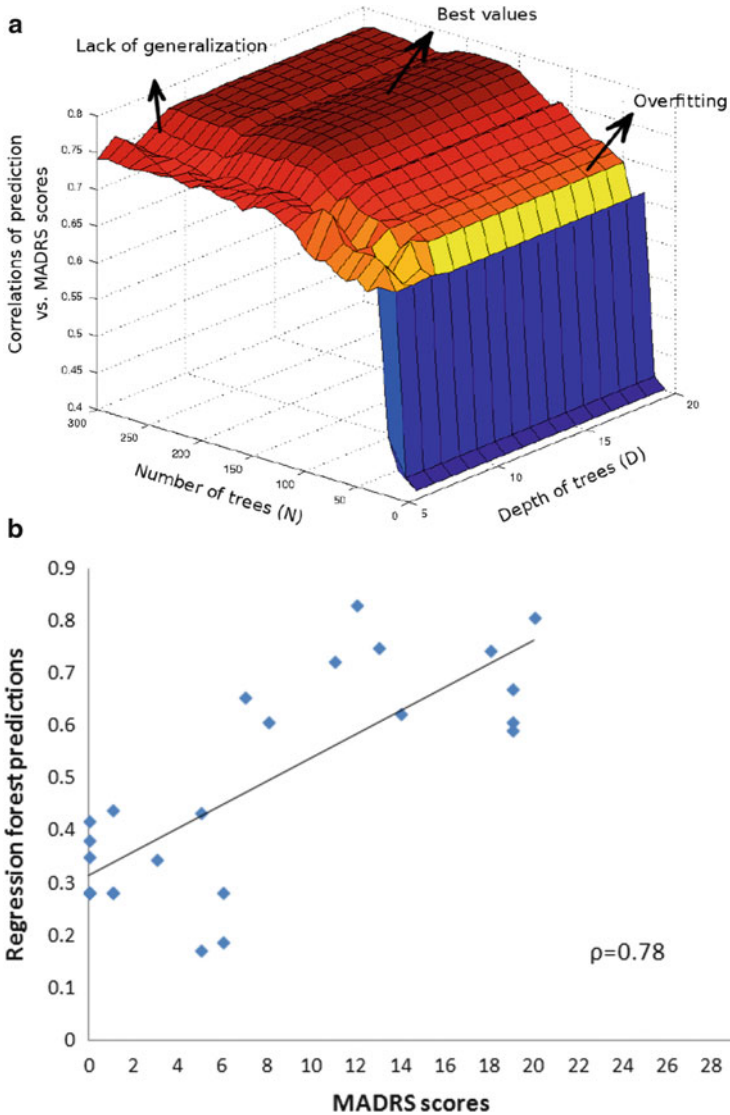 a
Best values
Lack of generalization
Overfitting
Correlations of prediction
vs. MADRS scores
0.8
0.75
0.7
0.65
0.6
0.55
0.5
0.45
0.4
300
250
200
150
100
50
0
Number of trees (N)
5
10
15
20
Depth of trees (D)
b
Regression forest predictions
0.9
0.8
0.7
0.6
0.5
0.4
0.3
0.2
0.1
0
ρ=0.78
0 2 4 6 8 10 12 14 16 18 20 22 24 26 28
MADRS scores